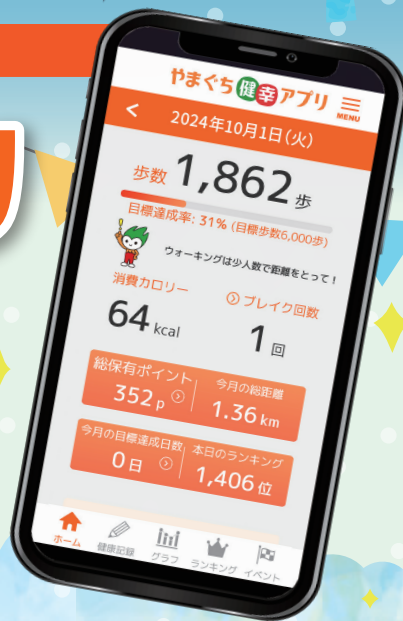 やまぐち健幸アプリ
MENU
2024年10月1日(火)
歩数 1,862 歩
目標達成率: 31% (目標歩数6,000歩)
ウォーキングは少人数で距離をとって！
消費カロリー
ブレイク回数
64 kcal
1 回
総保有ポイント
今月の総距離
352 p
1.36 km
今月の目標達成日数
本日のランキング
0 日
1,406 位
ホーム
健康記録
グラフ
ランキング
イベント